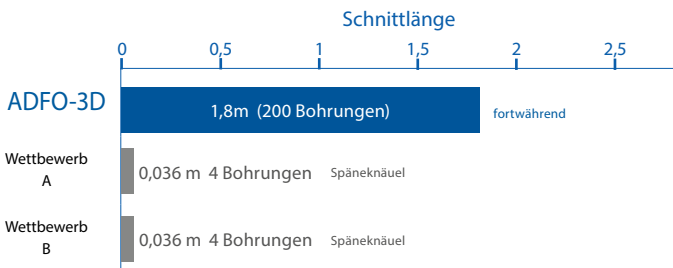 Schnittlänge
0 0,5 1 1,5 2 2,5
ADFO-3D 1,8m (200 Bohrungen) fortwährend
Wettbewerb
A 0,036 m 4 Bohrungen Späneknäuel
Wettbewerb
B 0,036 m 4 Bohrungen Späneknäuel